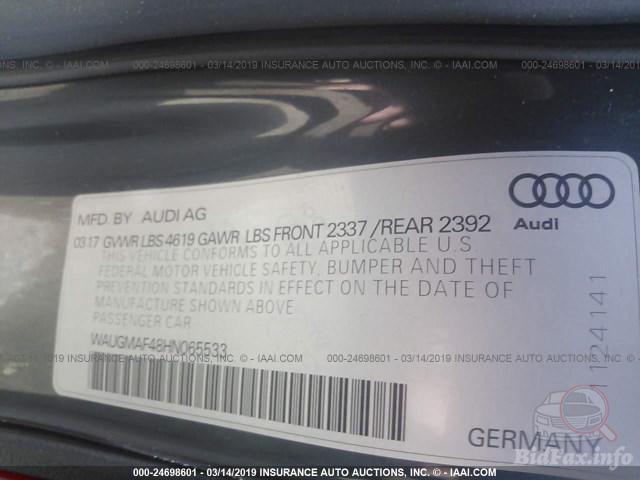 000-24698601 - 03/14/2019 INSURANCE AUTO AUCTIONS, INC. © - IAAI.COM
MFD. BY AUDI AG
Audi
0317 GVWR LBS 4619 GAWR LBS FRONT 2337 /REAR 2392
THIS VEHICLE CONFORMS TO ALL APPLICABLE U.S.
FEDERAL MOTOR VEHICLE SAFETY, BUMPER AND THEFT
PREVENTION STANDARDS IN EFFECT ON THE DATE OF
MANUFACTURE SHOWN ABOVE
PASSENGER CAR
WAUGMAF48HN065533
1124141
000-24698601 - 03/14/2019 INSURANCE AUTO AUCTIONS, INC. © - IAAI.COM
GERMANY
BidFax.info
000-24698601 - 03/14/2019 INSURANCE AUTO AUCTIONS, INC. © - IAAI.COM